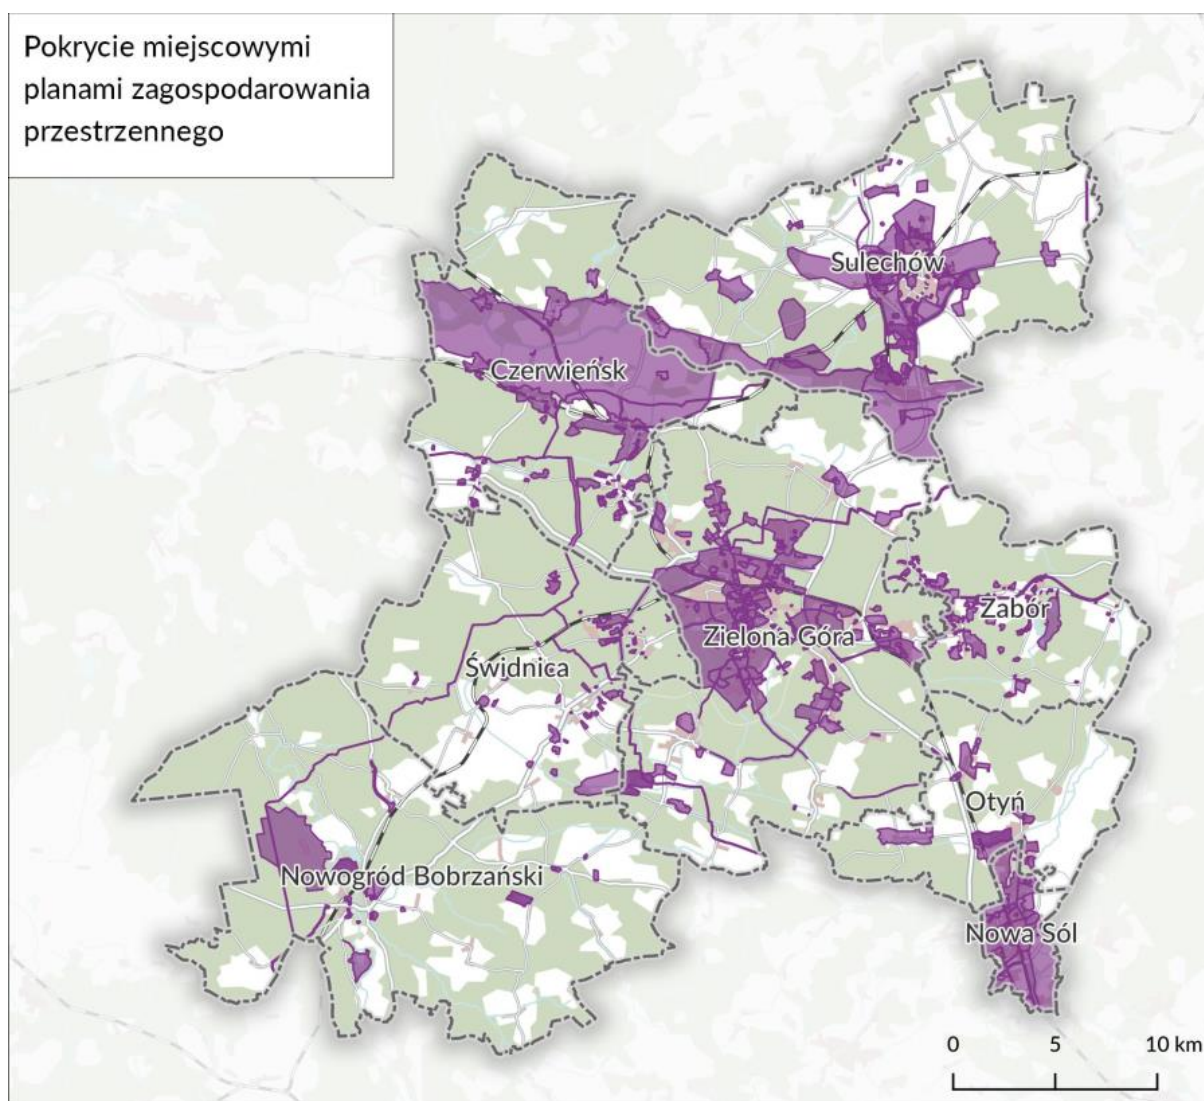 Pokrycie miejscowymi
planami zagospodarowania
przestrzennego
Sulechów
Czerwieńsk
Zabór
Zielona Góra
Świdnica
Otyń
Nowogród Bobrzański
Nowa Sól
0 5 10 km